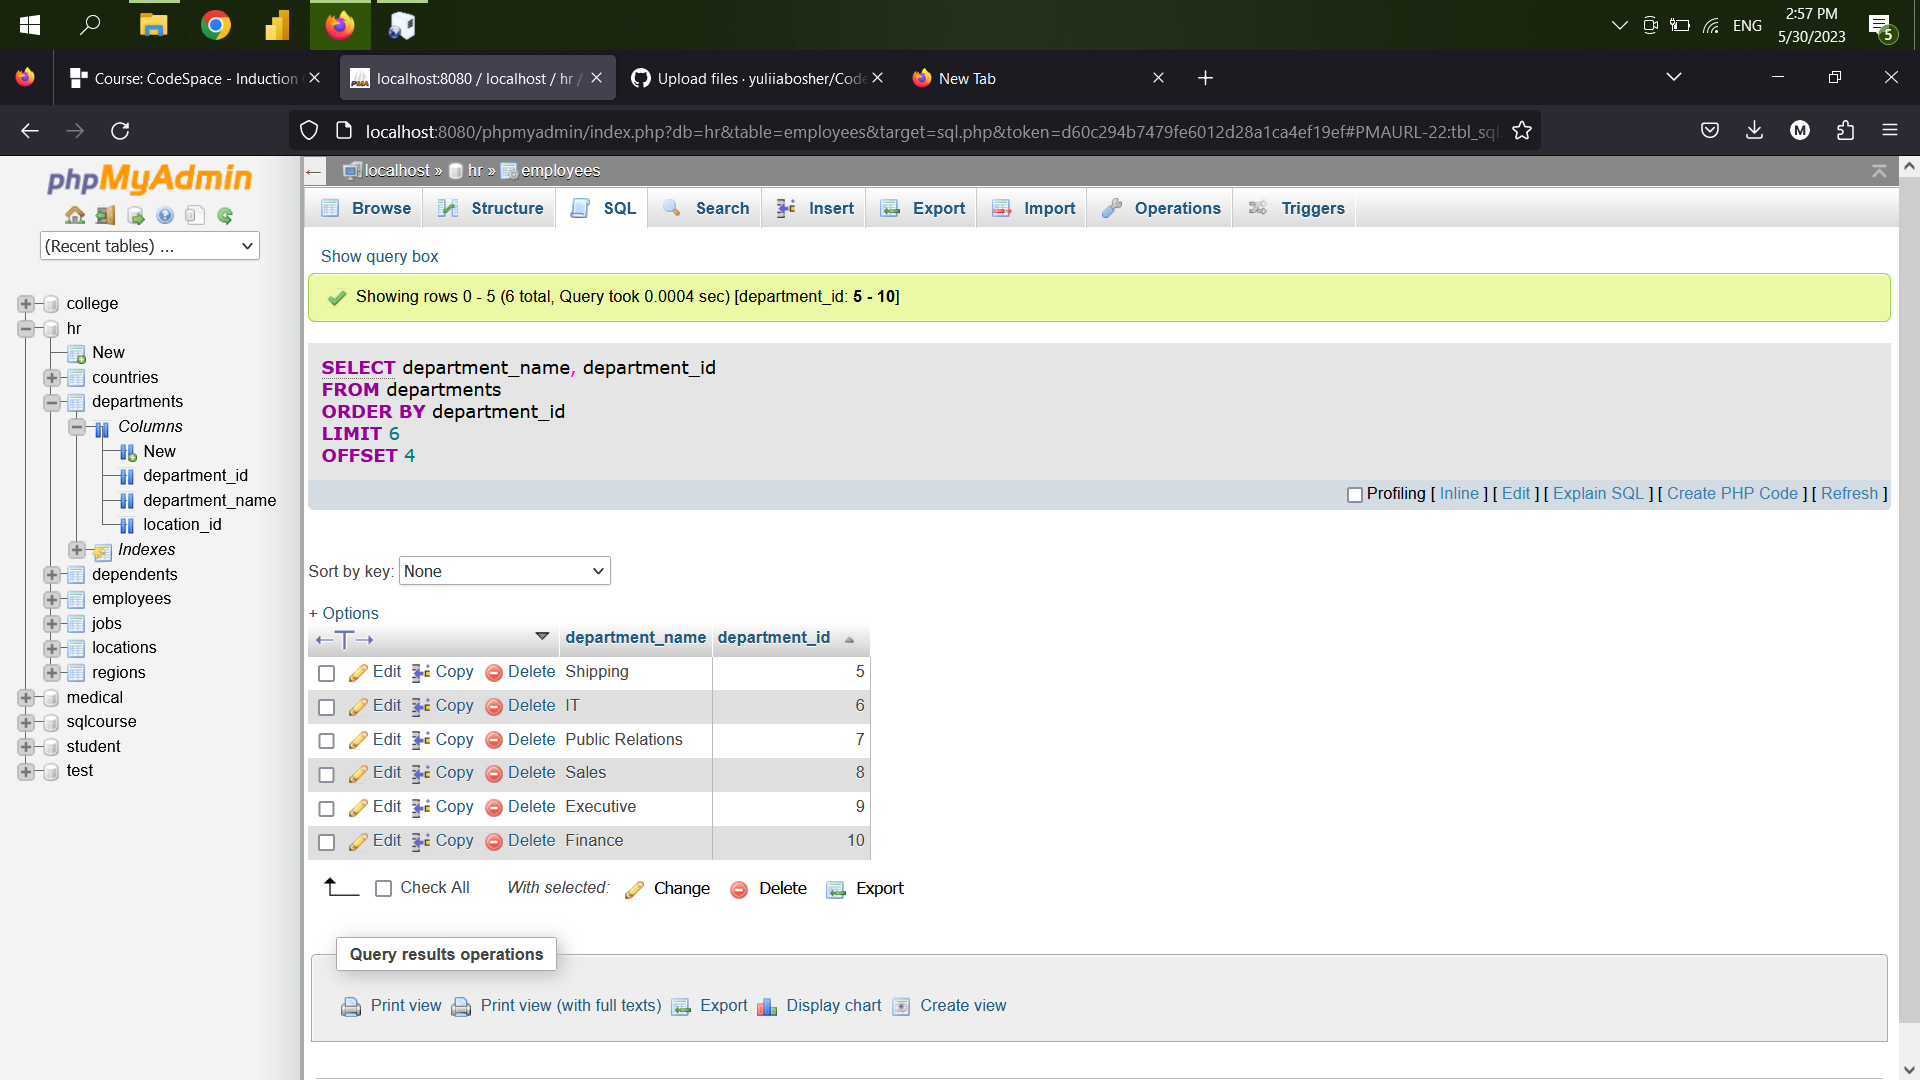 ENG
2:57 PM
5/30/2023
5
Course: CodeSpace - Induction
localhost:8080 / localhost / hr /
Upload files · yuliiabosher/Code
New Tab
localhost:8080/phpmyadmin/index.php?db=hr&table=employees&target=sql.php&token=d60c294b7479fe6012d28a1ca4ef19ef#PMAURL-22:tbl_sql
M
phpMyAdmin
(Recent tables) ...
college
hr
New
countries
departments
Columns
New
department_id
department_name
location_id
Indexes
dependents
employees
jobs
locations
regions
medical
sqlcourse
student
test
localhost » hr » employees
Browse Structure SQL Search Insert Export Import Operations Triggers
Show query box
Showing rows 0 - 5 (6 total, Query took 0.0004 sec) [department_id: 5 - 10]
SELECT department_name, department_id
FROM departments
ORDER BY department_id
LIMIT 6
OFFSET 4
Profiling [ Inline ] [ Edit ] [ Explain SQL ] [ Create PHP Code ] [ Refresh ]
Sort by key: None
+ Options
department_name department_id
Edit Copy Delete Shipping 5
Edit Copy Delete IT 6
Edit Copy Delete Public Relations 7
Edit Copy Delete Sales 8
Edit Copy Delete Executive 9
Edit Copy Delete Finance 10
Check All With selected: Change Delete Export
Query results operations
Print view Print view (with full texts) Export Display chart Create view